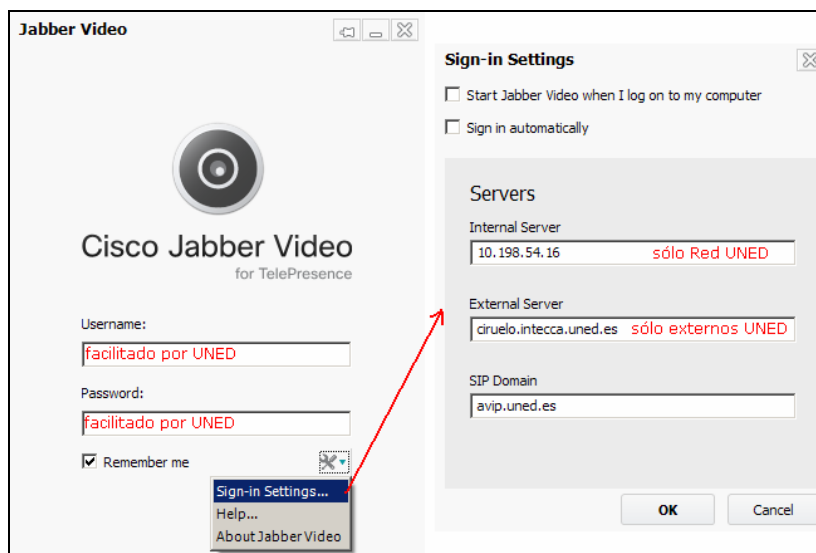 Jabber Video
Cisco Jabber Video
for TelePresence
Username:
facilitado por UNED
Password:
facilitado por UNED
Remember me
Sign-in Settings...
Help...
About Jabber Video
Sign-in Settings
Start Jabber Video when I log on to my computer
Sign in automatically
Servers
Internal Server
10.198.54.16 sólo Red UNED
External Server
ciruelo.intecca.uned.es sólo externos UNED
SIP Domain
avip.uned.es
OK Cancel